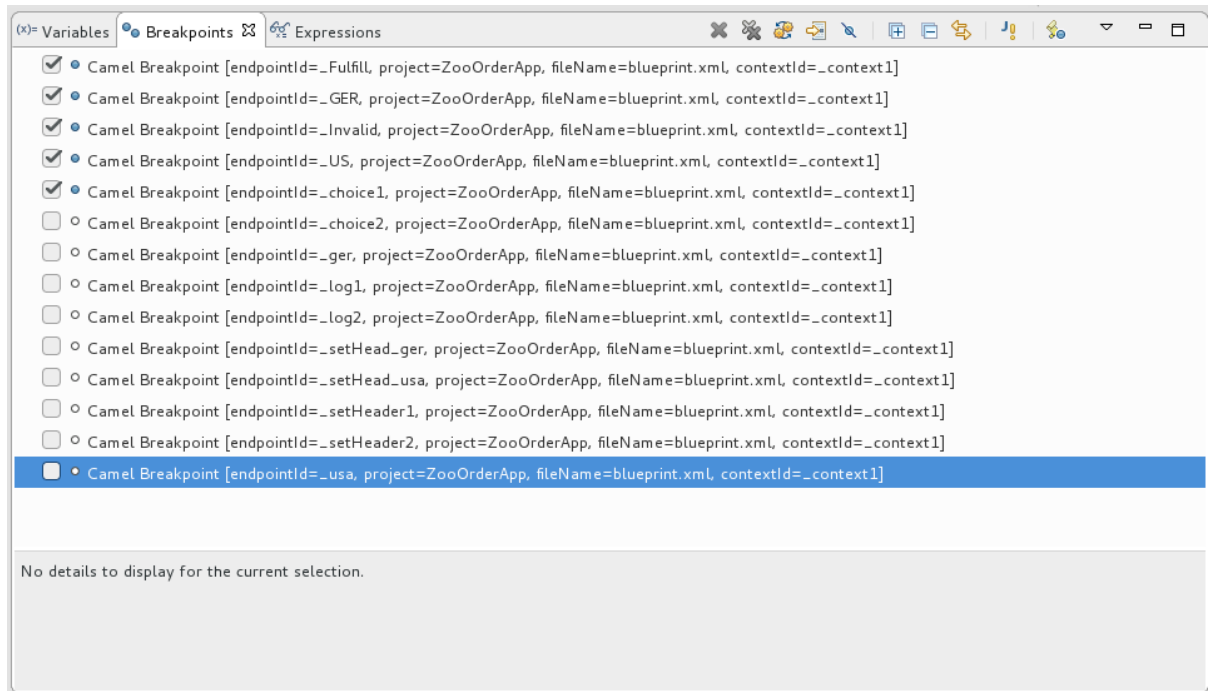 (x)= Variables Breakpoints Expressions
Camel Breakpoint [endpointId=_Fulfill, project=ZooOrderApp, fileName=blueprint.xml, contextId=_context1]
Camel Breakpoint [endpointId=_GER, project=ZooOrderApp, fileName=blueprint.xml, contextId=_context1]
Camel Breakpoint [endpointId=_Invalid, project=ZooOrderApp, fileName=blueprint.xml, contextId=_context1]
Camel Breakpoint [endpointId=_US, project=ZooOrderApp, fileName=blueprint.xml, contextId=_context1]
Camel Breakpoint [endpointId=_choice1, project=ZooOrderApp, fileName=blueprint.xml, contextId=_context1]
Camel Breakpoint [endpointId=_choice2, project=ZooOrderApp, fileName=blueprint.xml, contextId=_context1]
Camel Breakpoint [endpointId=_ger, project=ZooOrderApp, fileName=blueprint.xml, contextId=_context1]
Camel Breakpoint [endpointId=_log1, project=ZooOrderApp, fileName=blueprint.xml, contextId=_context1]
Camel Breakpoint [endpointId=_log2, project=ZooOrderApp, fileName=blueprint.xml, contextId=_context1]
Camel Breakpoint [endpointId=_setHead_ger, project=ZooOrderApp, fileName=blueprint.xml, contextId=_context1]
Camel Breakpoint [endpointId=_setHead_usa, project=ZooOrderApp, fileName=blueprint.xml, contextId=_context1]
Camel Breakpoint [endpointId=_setHeader1, project=ZooOrderApp, fileName=blueprint.xml, contextId=_context1]
Camel Breakpoint [endpointId=_setHeader2, project=ZooOrderApp, fileName=blueprint.xml, contextId=_context1]
Camel Breakpoint [endpointId=_usa, project=ZooOrderApp, fileName=blueprint.xml, contextId=_context1]
No details to display for the current selection.